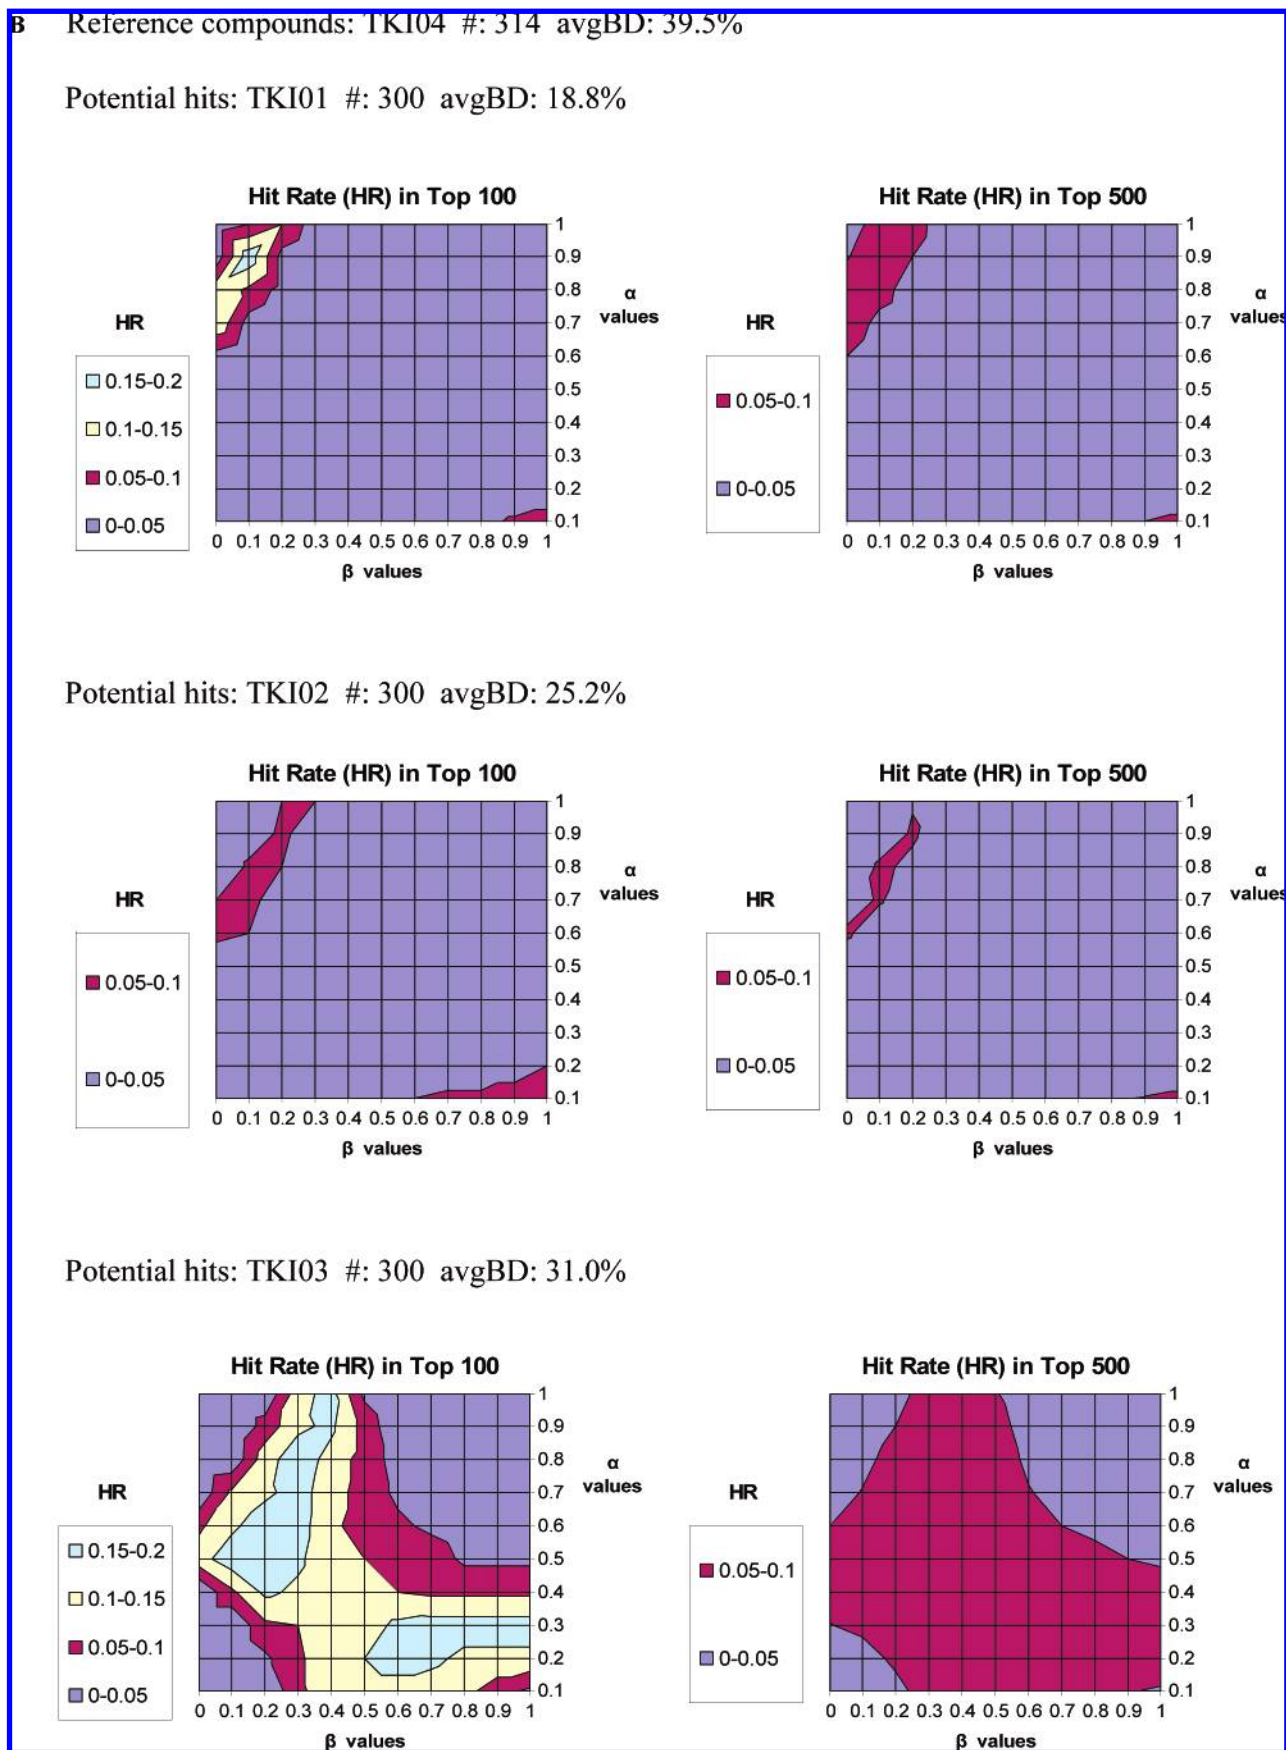 B Reference compounds: TKI04 #: 314 avgBD: 39.5%
Potential hits: TKI01 #: 300 avgBD: 18.8%
Hit Rate (HR) in Top 100
HR
0.15-0.2
0.1-0.15
0.05-0.1
0-0.05
1
0.9
0.8
0.7
0.6
0.5
0.4
0.3
0.2
0.1
α
values
0 0.1 0.2 0.3 0.4 0.5 0.6 0.7 0.8 0.9 1
β values
Hit Rate (HR) in Top 500
HR
0.05-0.1
0-0.05
1
0.9
0.8
0.7
0.6
0.5
0.4
0.3
0.2
0.1
α
values
0 0.1 0.2 0.3 0.4 0.5 0.6 0.7 0.8 0.9 1
β values
Potential hits: TKI02 #: 300 avgBD: 25.2%
Hit Rate (HR) in Top 100
HR
0.05-0.1
0-0.05
1
0.9
0.8
0.7
0.6
0.5
0.4
0.3
0.2
0.1
α
values
0 0.1 0.2 0.3 0.4 0.5 0.6 0.7 0.8 0.9 1
β values
Hit Rate (HR) in Top 500
HR
0.05-0.1
0-0.05
1
0.9
0.8
0.7
0.6
0.5
0.4
0.3
0.2
0.1
α
values
0 0.1 0.2 0.3 0.4 0.5 0.6 0.7 0.8 0.9 1
β values
Potential hits: TKI03 #: 300 avgBD: 31.0%
Hit Rate (HR) in Top 100
HR
0.15-0.2
0.1-0.15
0.05-0.1
0-0.05
1
0.9
0.8
0.7
0.6
0.5
0.4
0.3
0.2
0.1
α
values
0 0.1 0.2 0.3 0.4 0.5 0.6 0.7 0.8 0.9 1
β values
Hit Rate (HR) in Top 500
HR
0.05-0.1
0-0.05
1
0.9
0.8
0.7
0.6
0.5
0.4
0.3
0.2
0.1
α
values
0 0.1 0.2 0.3 0.4 0.5 0.6 0.7 0.8 0.9 1
β values